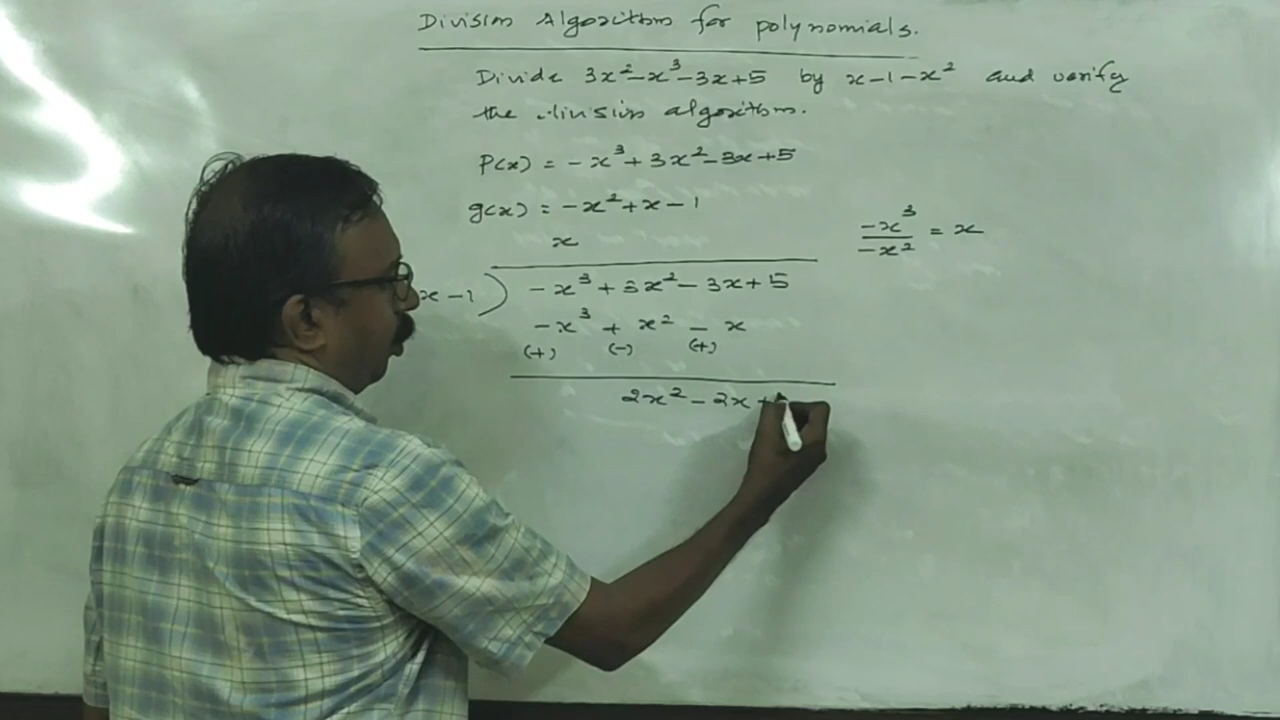 Division Algorithm for polynomials.
Divide 3x²-x³-3x+5 by x-1-x² and verify
the division algorithm.
P(x) = -x³+3x²-3x+5
g(x) = -x²+x-1
x
-x³/-x² = x
x-1 ) -x³+3x²-3x+5
-x³ + x² - x
(+) (-) (+)
2x² - 2x +